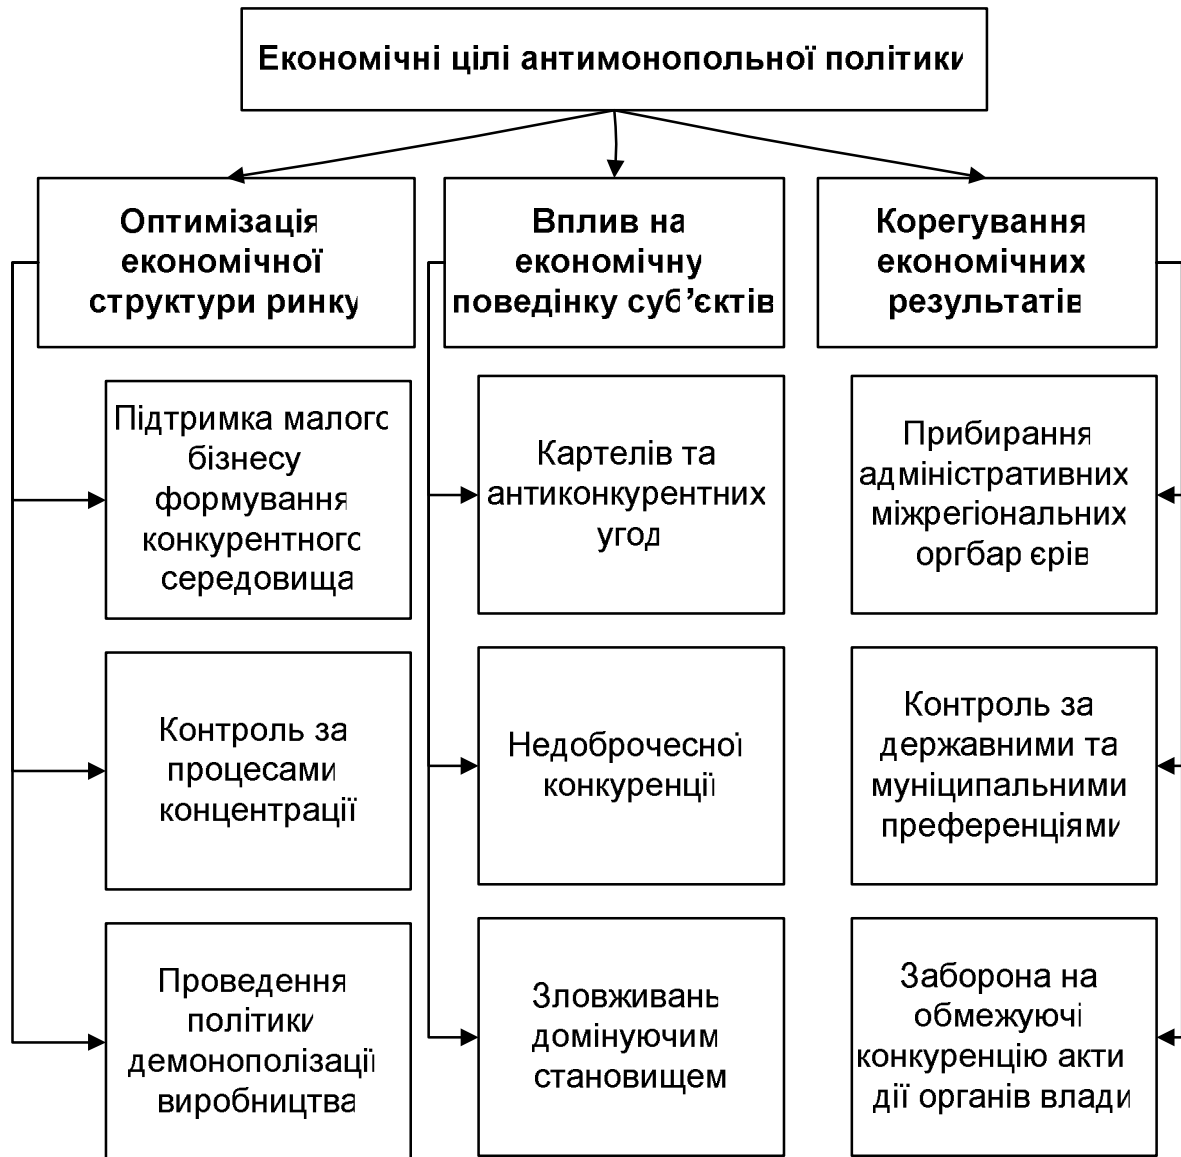 Економічні цілі антимонопольної політики
Оптимізація
економічної
структури ринку
Вплив на
економічну
поведінку суб’єктів
Корегування
економічних
результатів
Підтримка малого
бізнесу
формування
конкурентного
середовища
Картелів та
антиконкурентних
угод
Прибирання
адміністративних
міжрегіональних
оргбар єрів
Контроль за
процесами
концентрації
Недоброчесної
конкуренції
Контроль за
державними та
муніципальними
преференціями
Проведення
політики
демонополізації
виробництва
Зловживань
домінуючим
становищем
Заборона на
обмежуючі
конкуренцію акти
дії органів влади